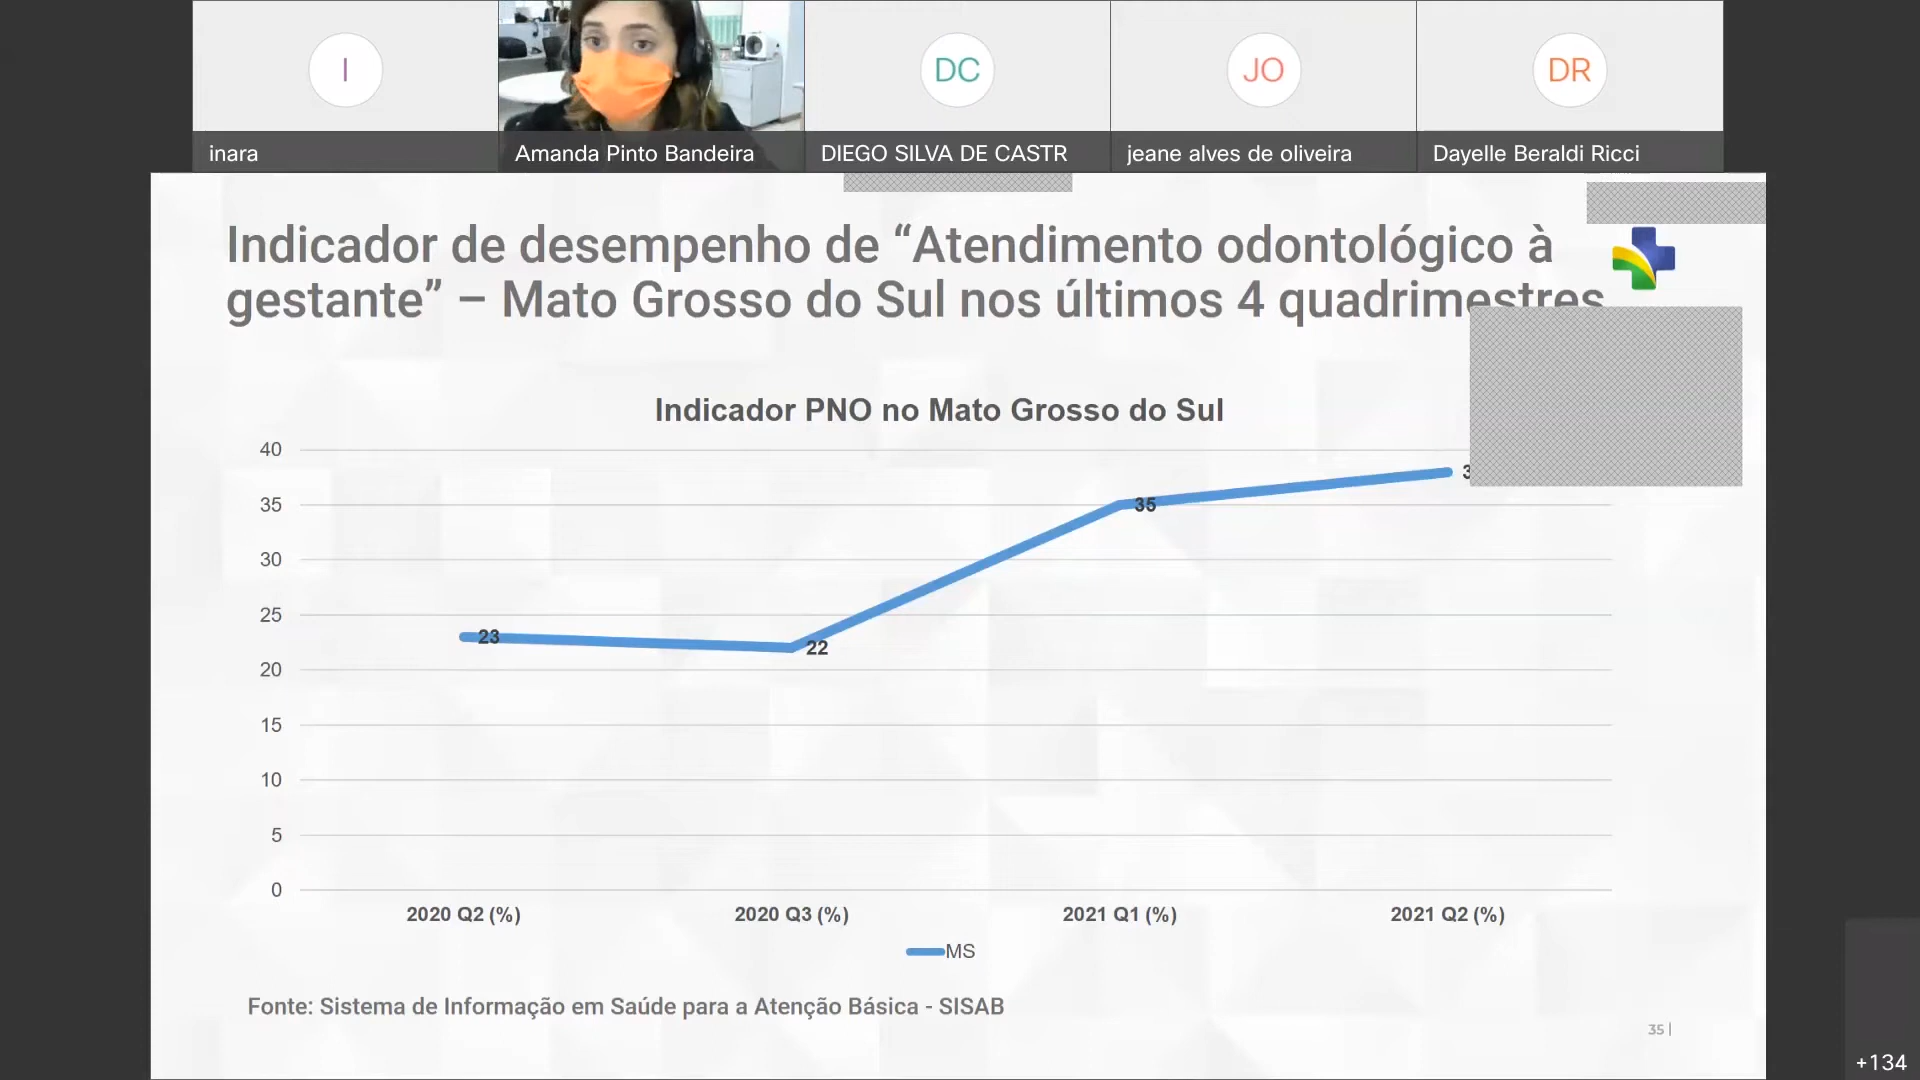 I
DC
JO
DR
inara
Amanda Pinto Bandeira
DIEGO SILVA DE CASTR
jeane alves de oliveira
Dayelle Beraldi Ricci
Indicador de desempenho de “Atendimento odontológico à
gestante” – Mato Grosso do Sul nos últimos 4 quadrimestres
Indicador PNO no Mato Grosso do Sul
40
35
30
25
20
15
10
5
0
23
22
35
2020 Q2 (%)
2020 Q3 (%)
2021 Q1 (%)
2021 Q2 (%)
MS
Fonte: Sistema de Informação em Saúde para a Atenção Básica - SISAB
35 |
+134